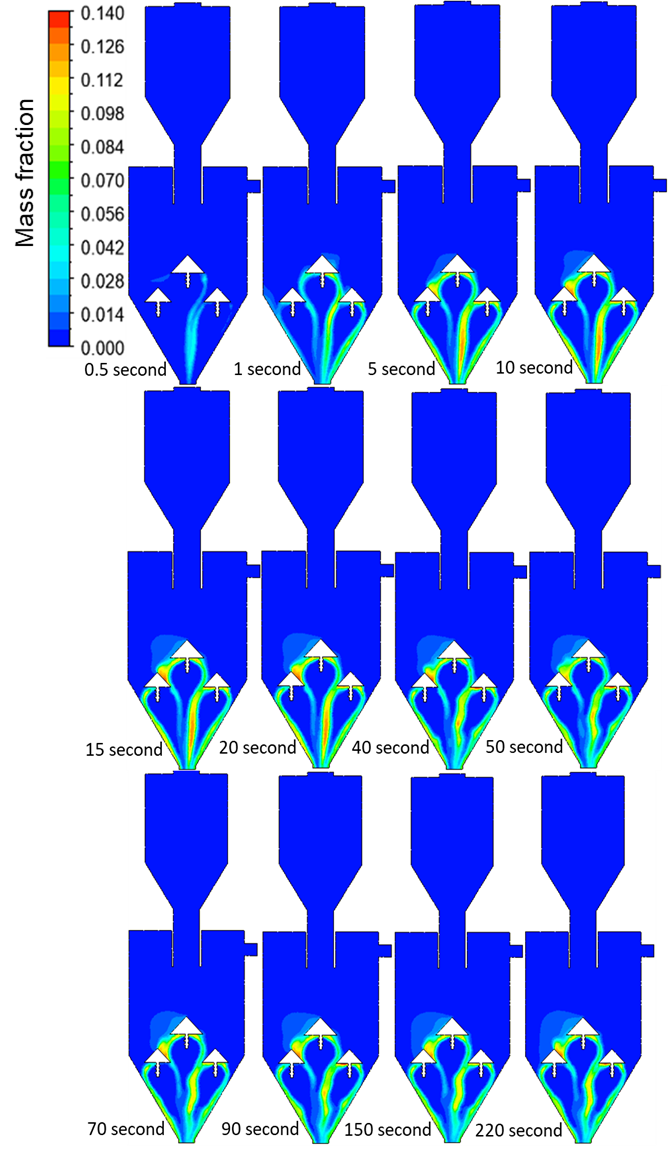 Mass fraction
0.140
0.126
0.112
0.098
0.084
0.070
0.056
0.042
0.028
0.014
0.000
0.5 second
1 second
5 second
10 second
15 second
20 second
40 second
50 second
70 second
90 second
150 second
220 second